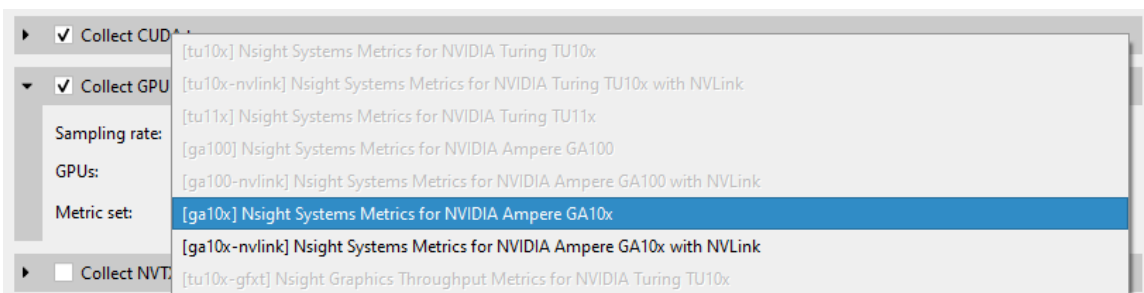 Collect CUDA
[tu10x] Nsight Systems Metrics for NVIDIA Turing TU10x
[tu10x-nvlink] Nsight Systems Metrics for NVIDIA Turing TU10x with NVLink
Collect GPU
[tu11x] Nsight Systems Metrics for NVIDIA Turing TU11x
Sampling rate:
[ga100] Nsight Systems Metrics for NVIDIA Ampere GA100
GPUs:
[ga100-nvlink] Nsight Systems Metrics for NVIDIA Ampere GA100 with NVLink
Metric set:
[ga10x] Nsight Systems Metrics for NVIDIA Ampere GA10x
[ga10x-nvlink] Nsight Systems Metrics for NVIDIA Ampere GA10x with NVLink
Collect NVT
[tu10x-gfxt] Nsight Graphics Throughput Metrics for NVIDIA Turing TU10x